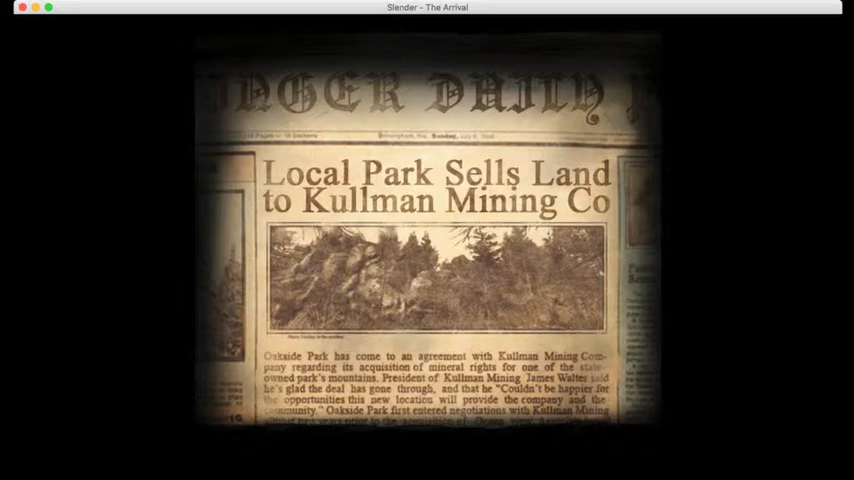 Slender - The Arrival
NGER DAILY
Sunday,
Local Park Sells Land
to Kullman Mining Co
Oakside Park has come to an agreement with Kullman Mining Com-
pany regarding its acquisition of mineral rights for one of the state-
owned park's mountains. President of Kullman Mining James Walter said
he's glad the deal has gone through, and that he "Couldn't be happier for
the opportunities this new location will provide the company and the
community." Oakside Park first entered negotiations with Kullman Mining